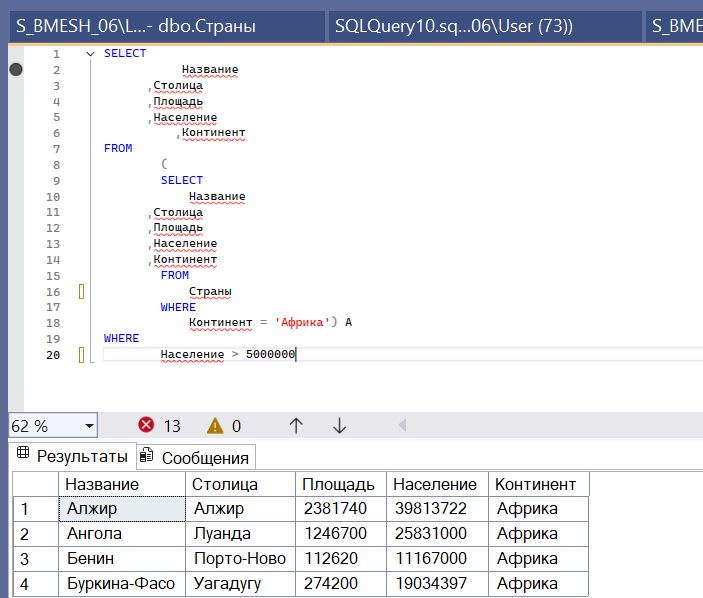 S_BMESH_06\L...- dbo.Страны
SQLQuery10.sq...06\User (73))
S_BME
1 SELECT
2 Название
3 ,Столица
4 ,Площадь
5 ,Население
6 ,Континент
7 FROM
8 (
9 SELECT
10 Название
11 ,Столица
12 ,Площадь
13 ,Население
14 ,Континент
15 FROM
16 Страны
17 WHERE
18 Континент = 'Африка') A
19 WHERE
20 Население > 5000000
62 % 13 0
Результаты Сообщения
Название Столица Площадь Население Континент
1 Алжир Алжир 2381740 39813722 Африка
2 Ангола Луанда 1246700 25831000 Африка
3 Бенин Порто-Ново 112620 11167000 Африка
4 Буркина-Фасо Уагадугу 274200 19034397 Африка